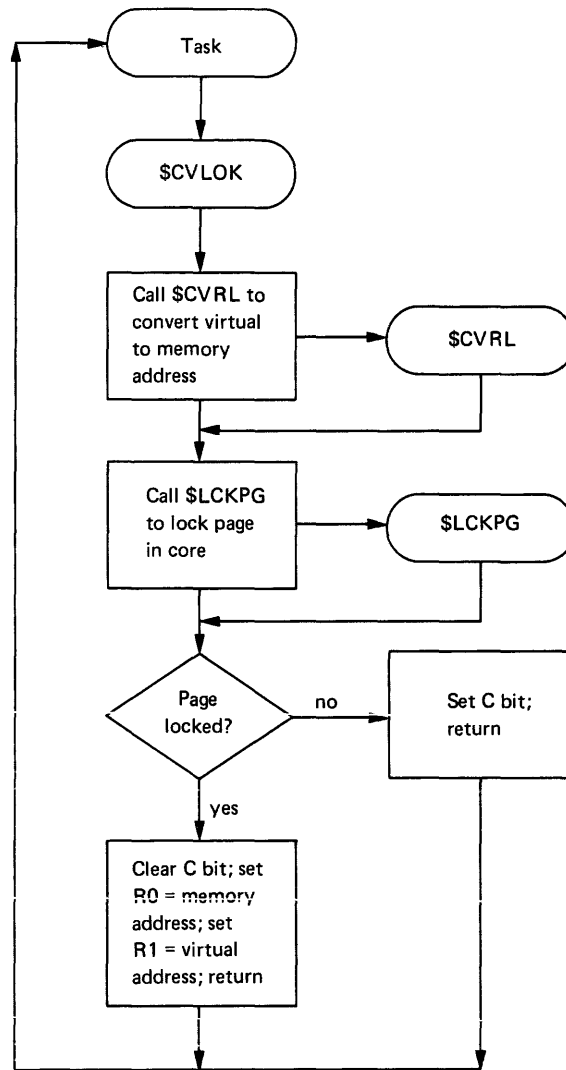 Task
$CVLOK
Call $CVRL to
convert virtual
to memory
address
$CVRL
Call $LCKPG
to lock page
in core
$LCKPG
Page
locked?
no
Set C bit;
return
yes
Clear C bit; set
R0 = memory
address; set
R1 = virtual
address; return